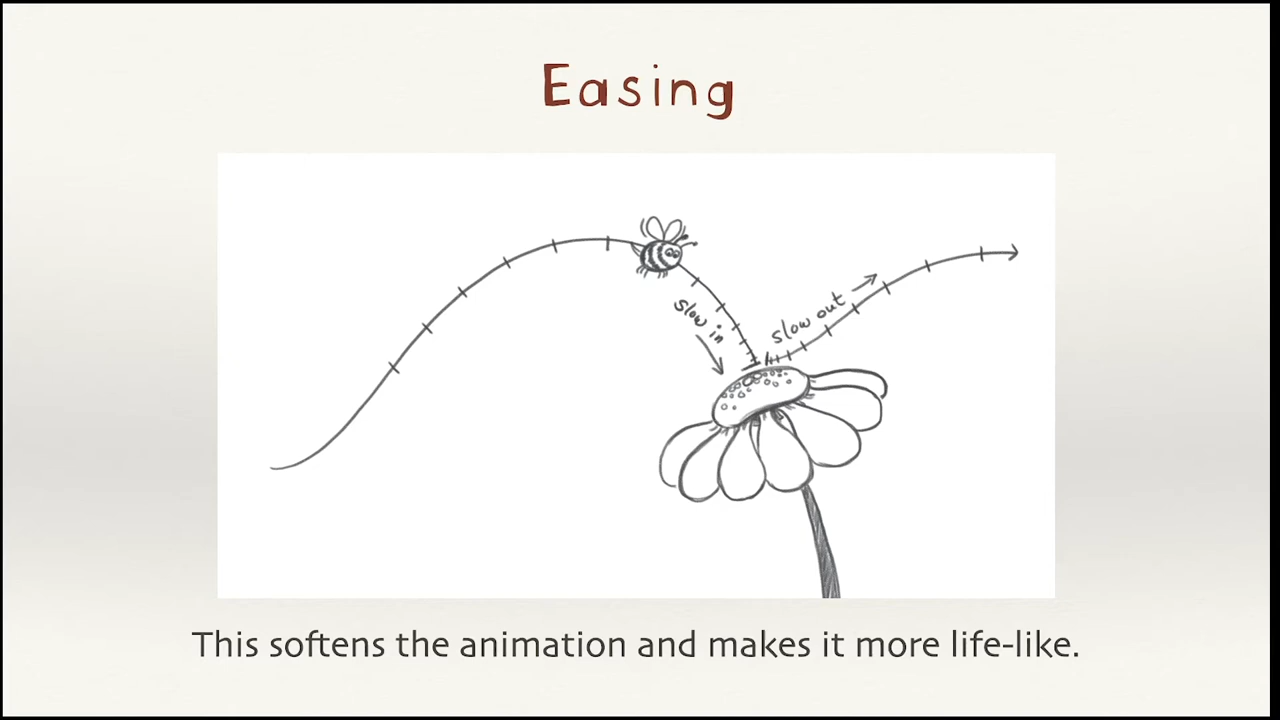 Easing
slow in
slow out
This softens the animation and makes it more life-like.